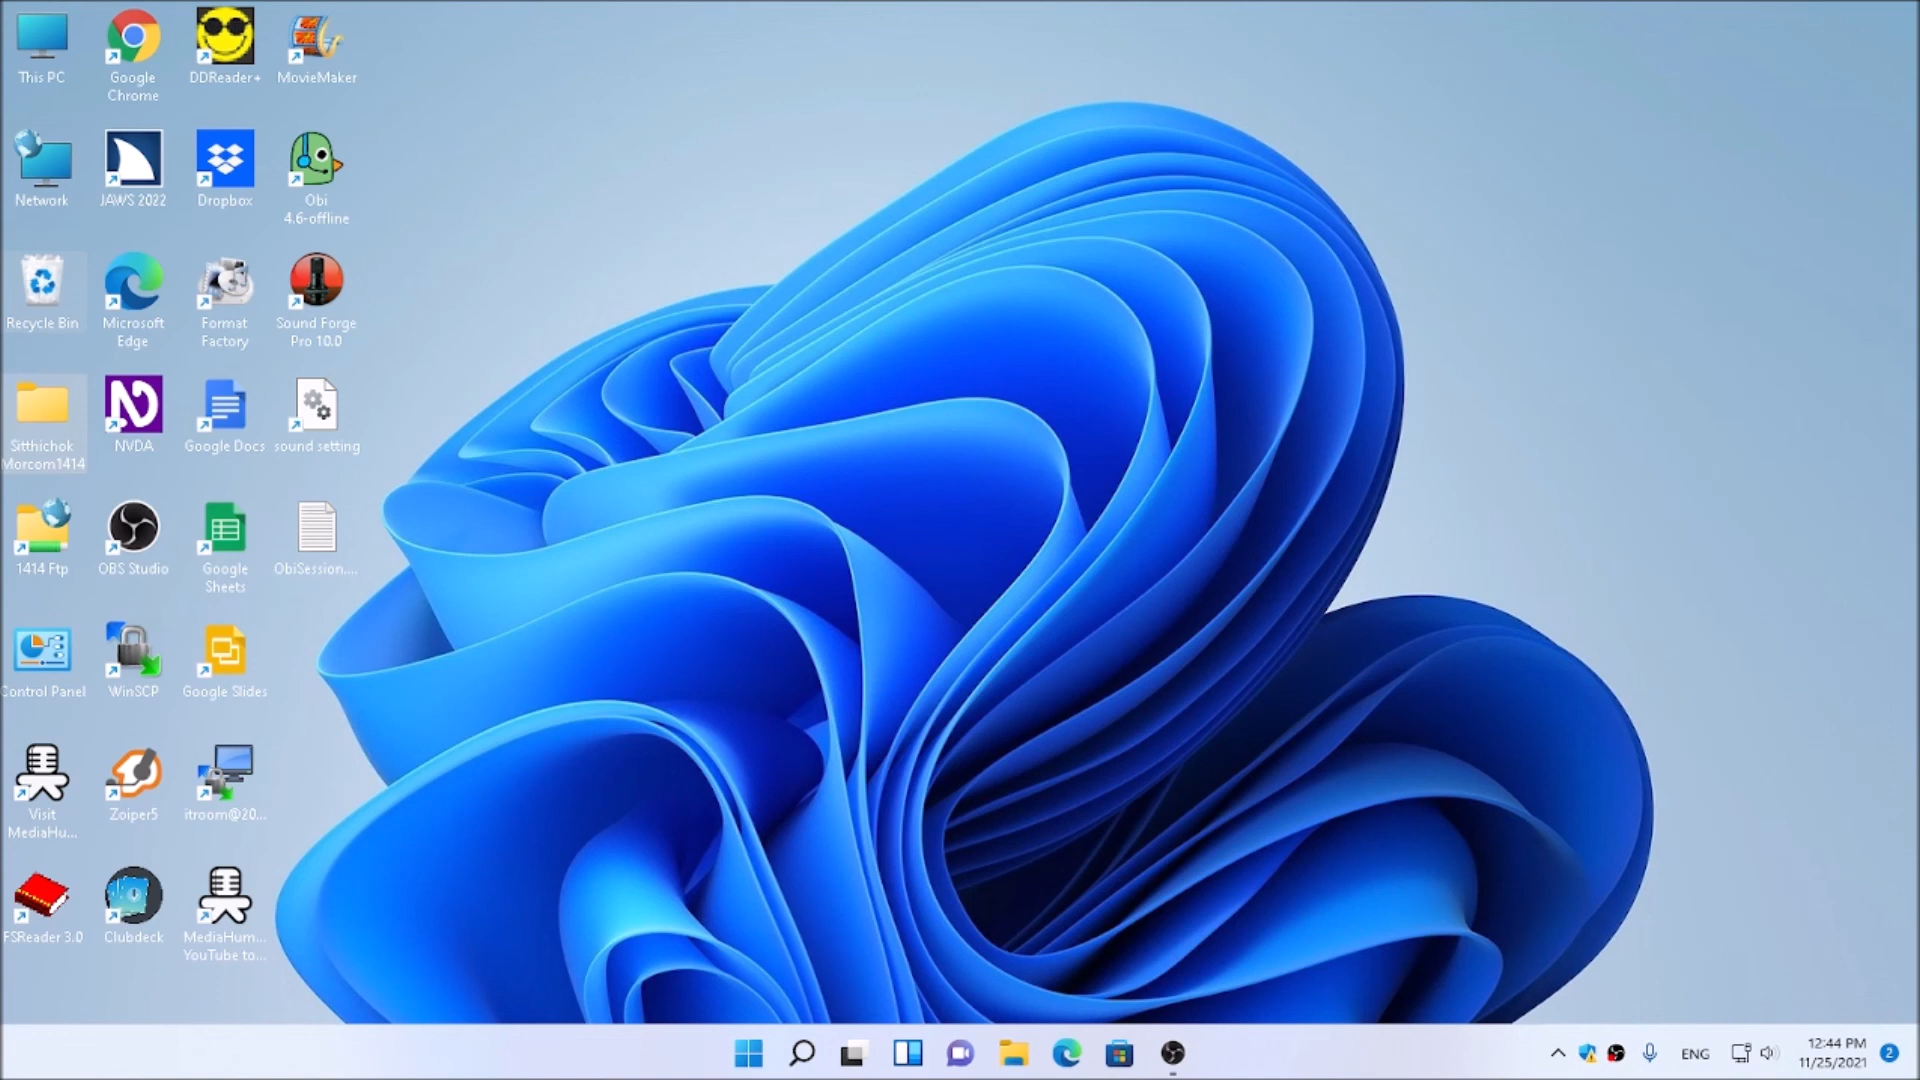 This PC
Google
Chrome
DDReader+
MovieMaker
Network
JAWS 2022
Dropbox
Obi
4.6-offline
Recycle Bin
Microsoft
Edge
Format
Factory
Sound Forge
Pro 10.0
Sitthichok
Morcom1414
NVDA
Google Docs
sound setting
1414 Ftp
OBS Studio
Google
Sheets
ObiSession....
Control Panel
WinSCP
Google Slides
Visit
MediaHu...
Zoiper5
itroom@20...
FSReader 3.0
Clubdeck
MediaHum...
YouTube to...
ENG
12:44 PM
11/25/2021
2